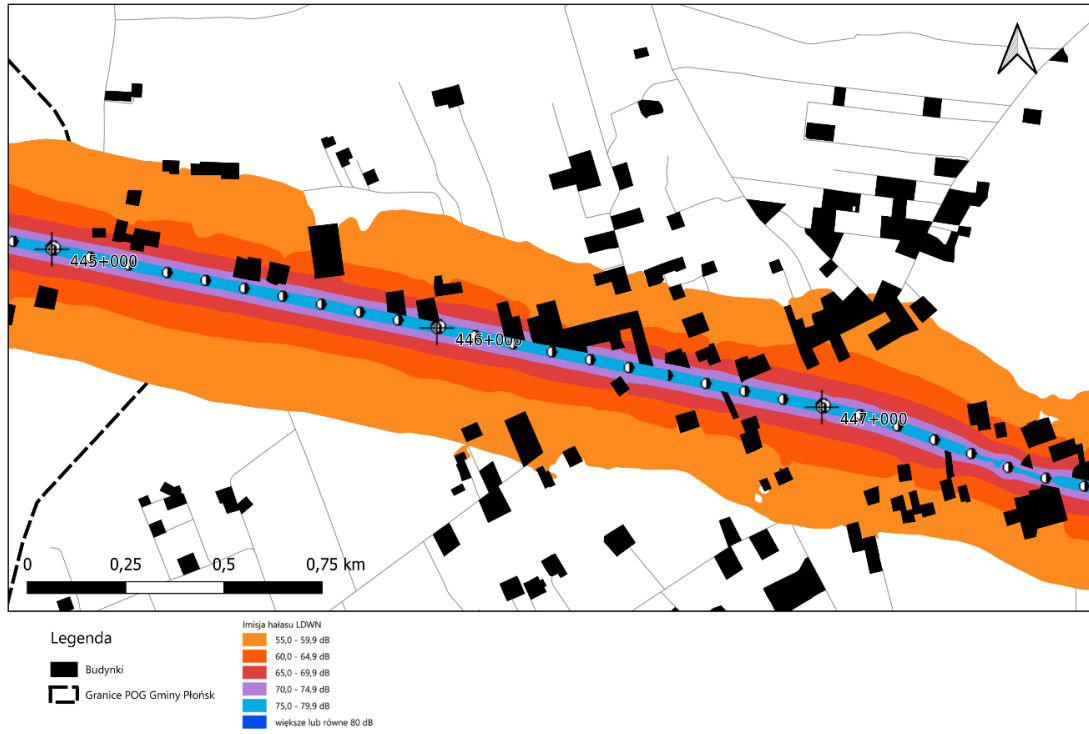 445+000
446+000
447+000
0 0,25 0,5 0,75 km
Legenda
Budynki
Granice POG Gminy Płońsk
Imisja hałasu LDWN
55,0 - 59,9 dB
60,0 - 64,9 dB
65,0 - 69,9 dB
70,0 - 74,9 dB
75,0 - 79,9 dB
większe lub równe 80 dB